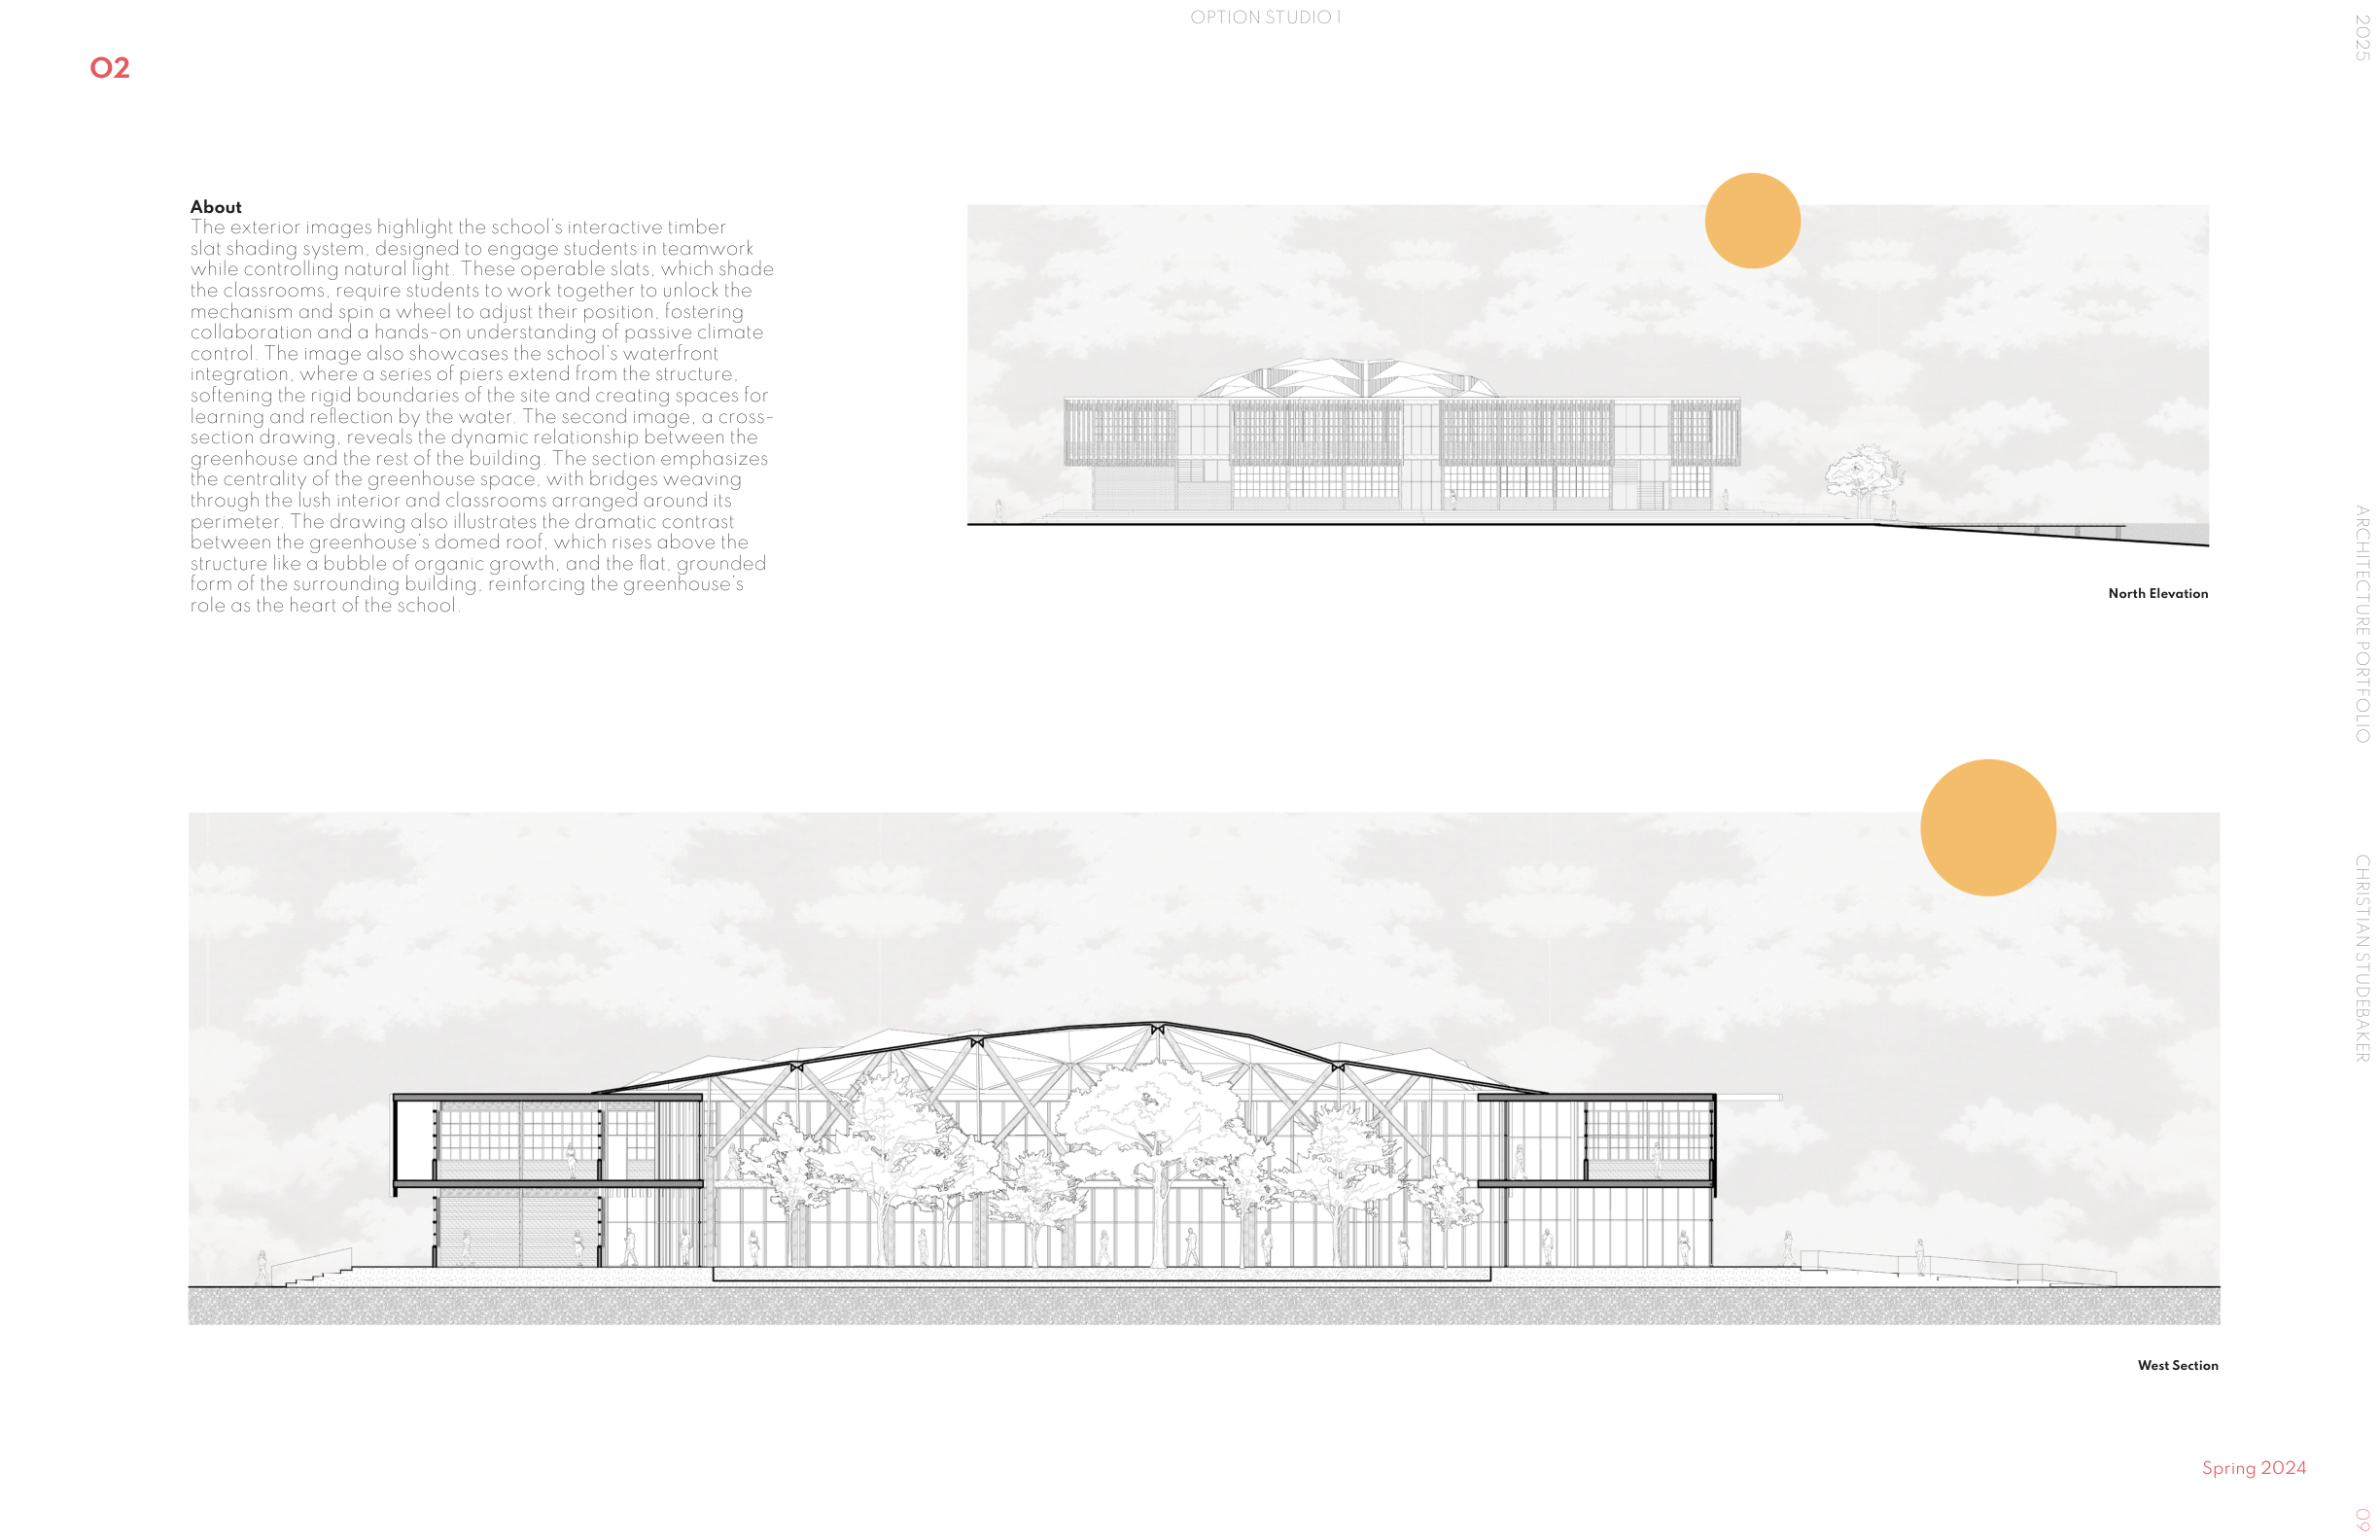 OPTION STUDIO 1
2025
02
About
The exterior images highlight the school's interactive timber
slat shading system, designed to engage students in teamwork
while controlling natural light. These operable slats, which shade
the classrooms, require students to work together to unlock the
mechanism and spin a wheel to adjust their position, fostering
collaboration and a hands-on understanding of passive climate
control. The image also showcases the school's waterfront
integration, where a series of piers extend from the structure,
softening the rigid boundaries of the site and creating spaces for
learning and reflection by the water. The second image, a cross-
section drawing, reveals the dynamic relationship between the
greenhouse and the rest of the building. The section emphasizes
the centrality of the greenhouse space, with bridges weaving
through the lush interior and classrooms arranged around its
perimeter. The drawing also illustrates the dramatic contrast
between the greenhouse's domed roof, which rises above the
structure like a bubble of organic growth, and the flat, grounded
form of the surrounding building, reinforcing the greenhouse's
role as the heart of the school.
North Elevation
ARCHITECTURE PORTFOLIO
CHRISTIAN STUDEBAKER
West Section
Spring 2024
09